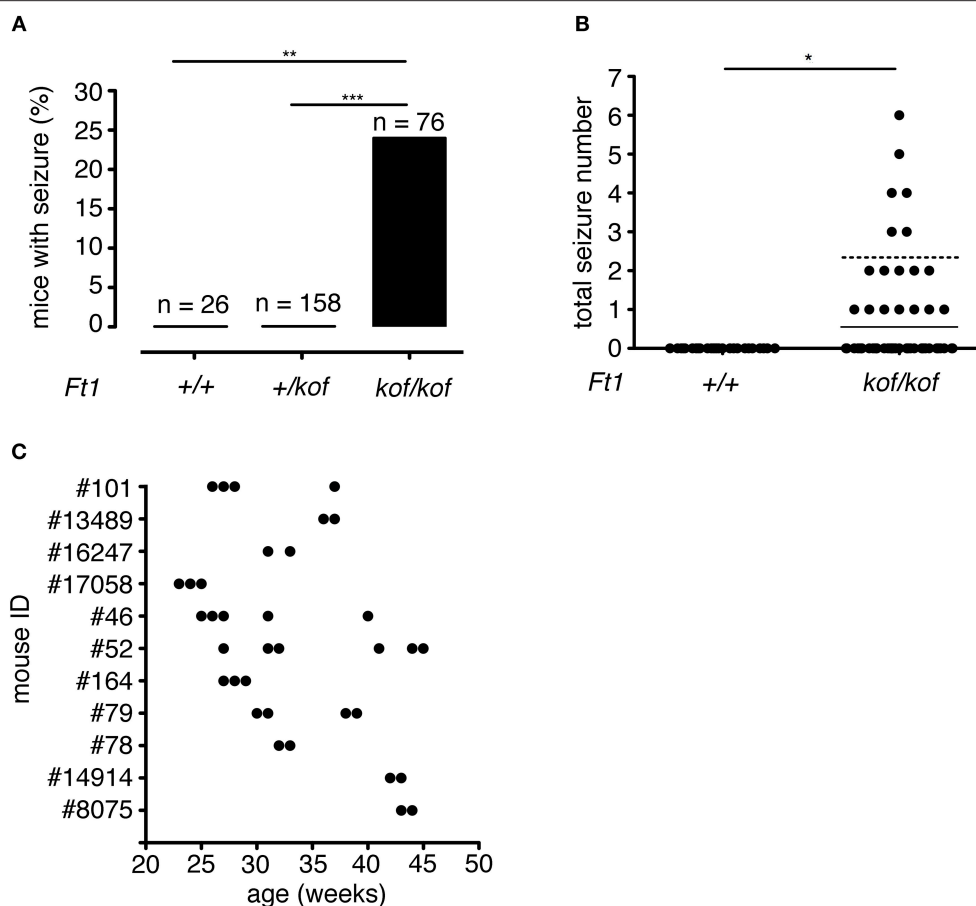 A
mice with seizure (%)
30
25
20
15
10
5
0
**
***
n = 26
n = 158
n = 76
Ft1
+/+
+/kof
kof/kof
B
total seizure number
7
6
5
4
3
2
1
0
*
Ft1
+/+
kof/kof
C
mouse ID
#101
#13489
#16247
#17058
#46
#52
#164
#79
#78
#14914
#8075
20 25 30 35 40 45 50
age (weeks)